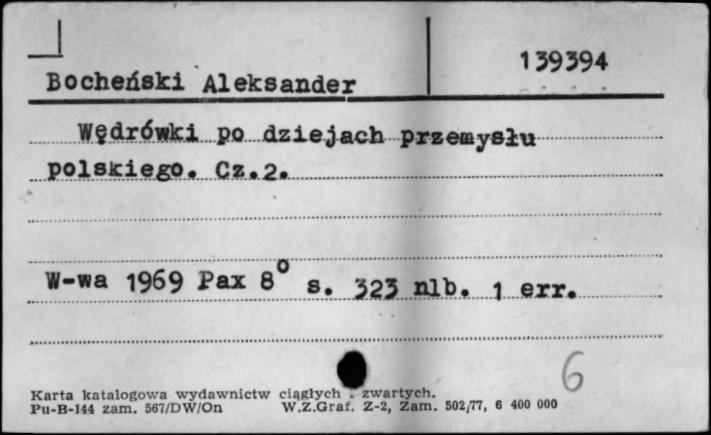 139394
Bocheński Aleksander
Wędrówki po dziejach przemysłu
polskiego. Cz.2.
W-wa 1969 Pax 8° s. 323 nlb. 1 err.
6
Karta katalogowa wydawnictw ciągłych . zwartych.
Pu-B-144 zam. 567/DW/On W.Z.Graf. Z-2, Zam. 502/77, 6 400 000